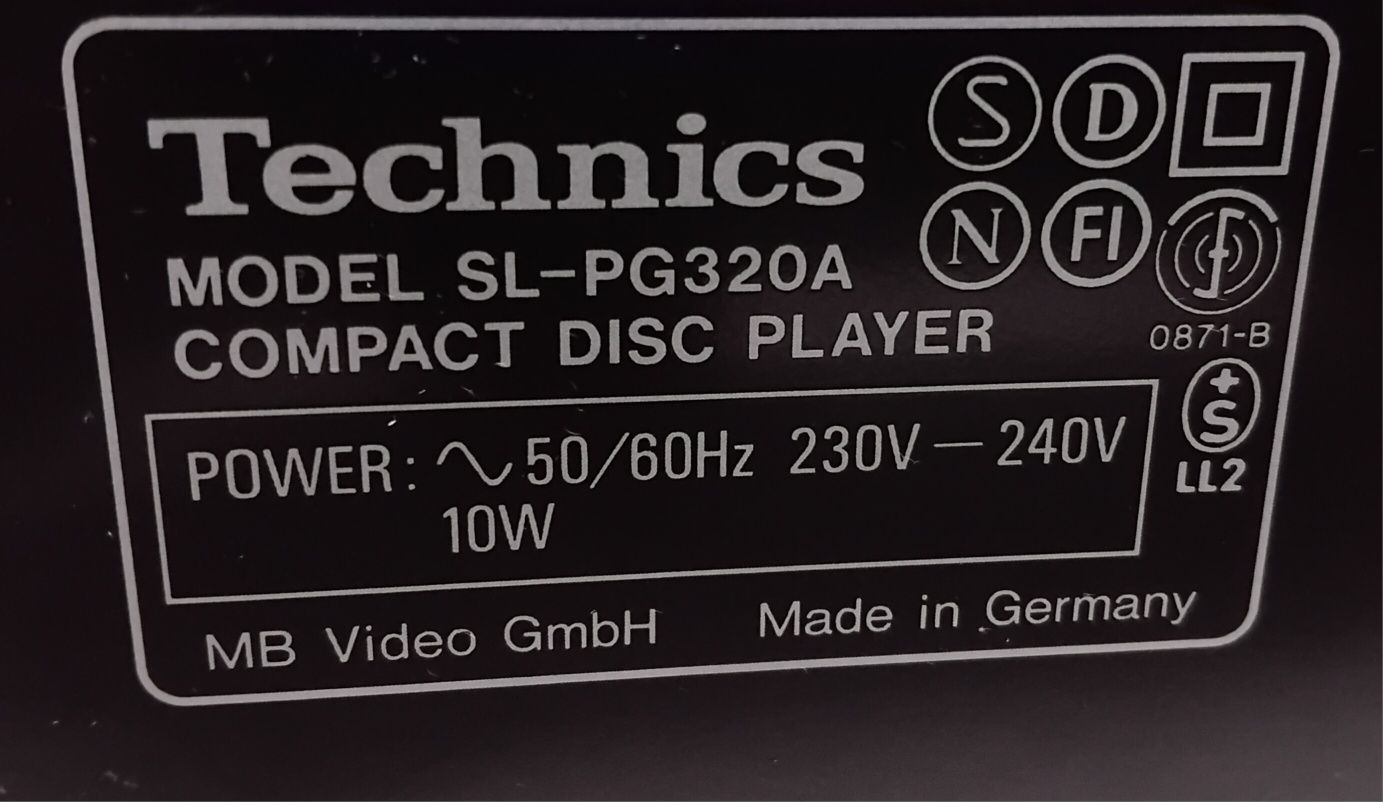 Technics
MODEL SL-PG320A
COMPACT DISC PLAYER
S D
N FI
0871-B
+S
LL2
POWER: ∿50/60Hz 230V — 240V
10W
MB Video GmbH Made in Germany